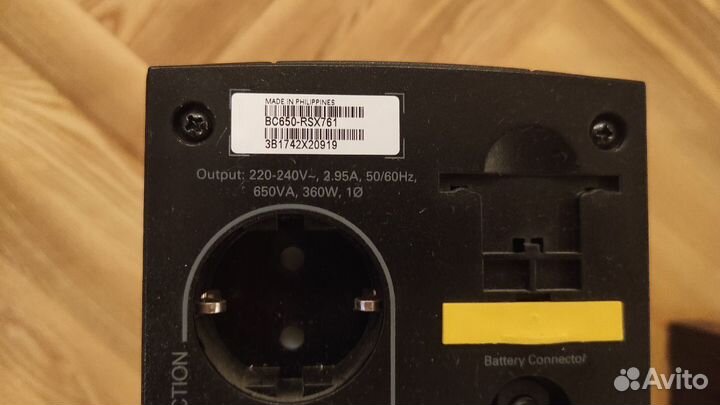 MADE IN PHILIPPINES
BC650-RSX761
3B1742X20919
Output: 220-240V~, 2.95A, 50/60Hz,
650VA, 360W, 1Ø
Battery Connector
Avito